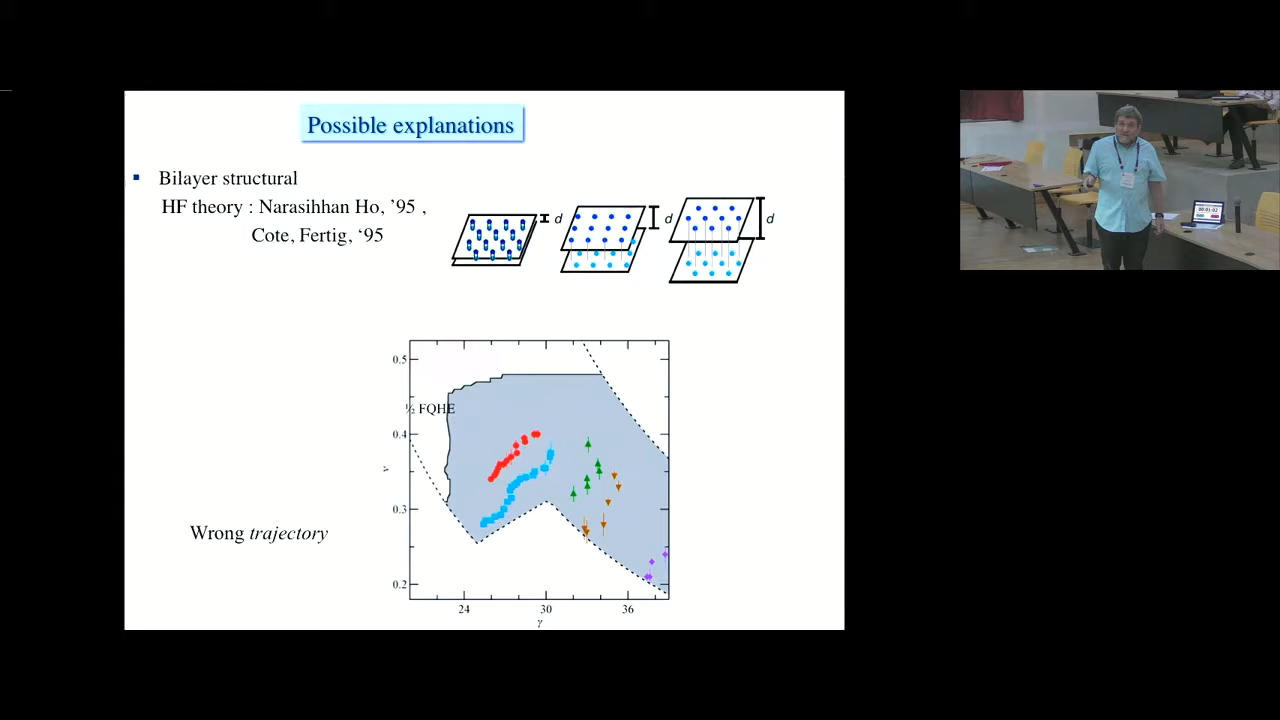 Possible explanations
Bilayer structural
HF theory : Narasihhan Ho, '95 ,
Cote, Fertig, ‘95
d
d
d
0.5
½ FQHE
0.4
ν
0.3
Wrong trajectory
0.2
24
30
36
γ